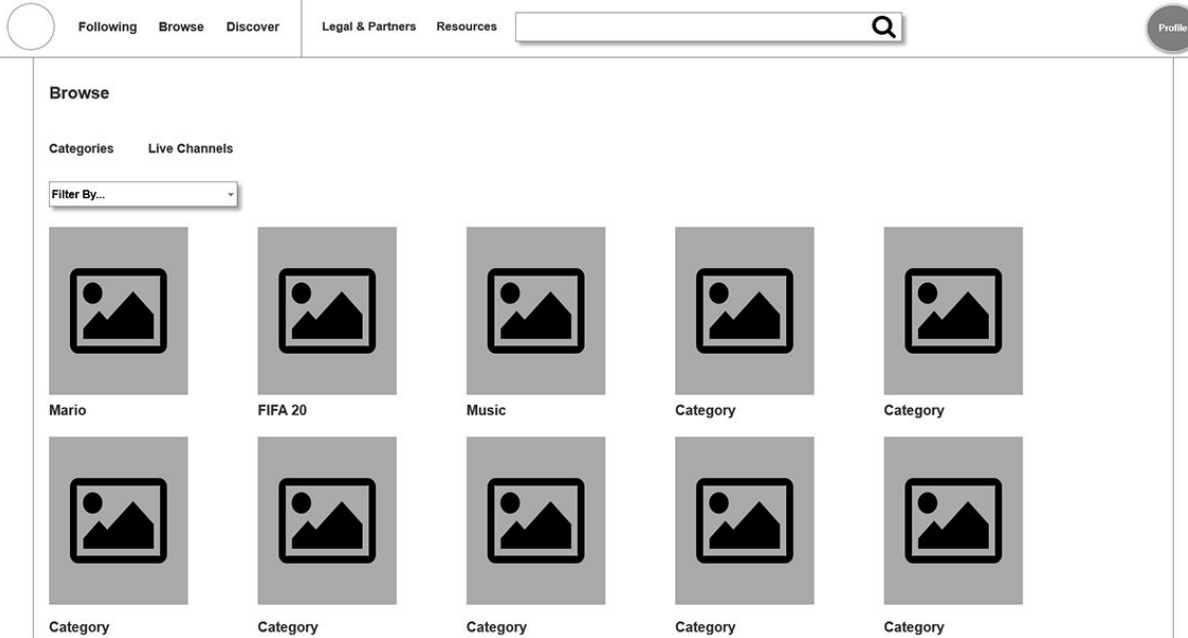 Following Browse Discover Legal & Partners Resources Profile
Browse
Categories Live Channels
Filter By...
Mario FIFA 20 Music Category Category
Category Category Category Category Category